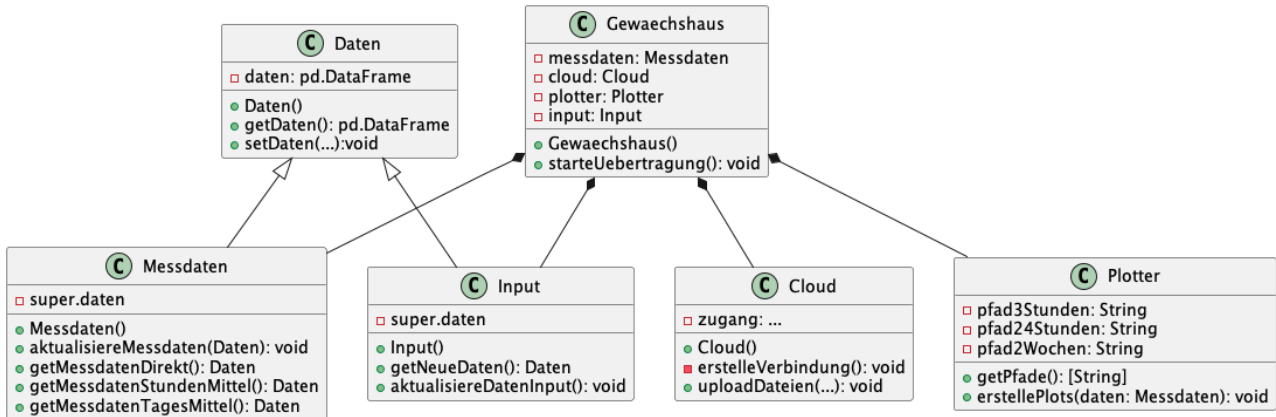 C Daten
daten: pd.DataFrame
Daten()
getDaten(): pd.DataFrame
setDaten(...):void
C Gewaechshaus
messdaten: Messdaten
cloud: Cloud
plotter: Plotter
input: Input
Gewaechshaus()
starteUebertragung(): void
C Messdaten
super.daten
Messdaten()
aktualisiereMessdaten(Daten): void
getMessdatenDirekt(): Daten
getMessdatenStundenMittel(): Daten
getMessdatenTagesMittel(): Daten
C Input
super.daten
Input()
getNeueDaten(): Daten
aktualisiereDatenInput(): void
C Cloud
zugang: ...
Cloud()
erstelleVerbindung(): void
uploadDateien(...): void
C Plotter
pfad3Stunden: String
pfad24Stunden: String
pfad2Wochen: String
getPfade(): [String]
erstellePlots(daten: Messdaten): void